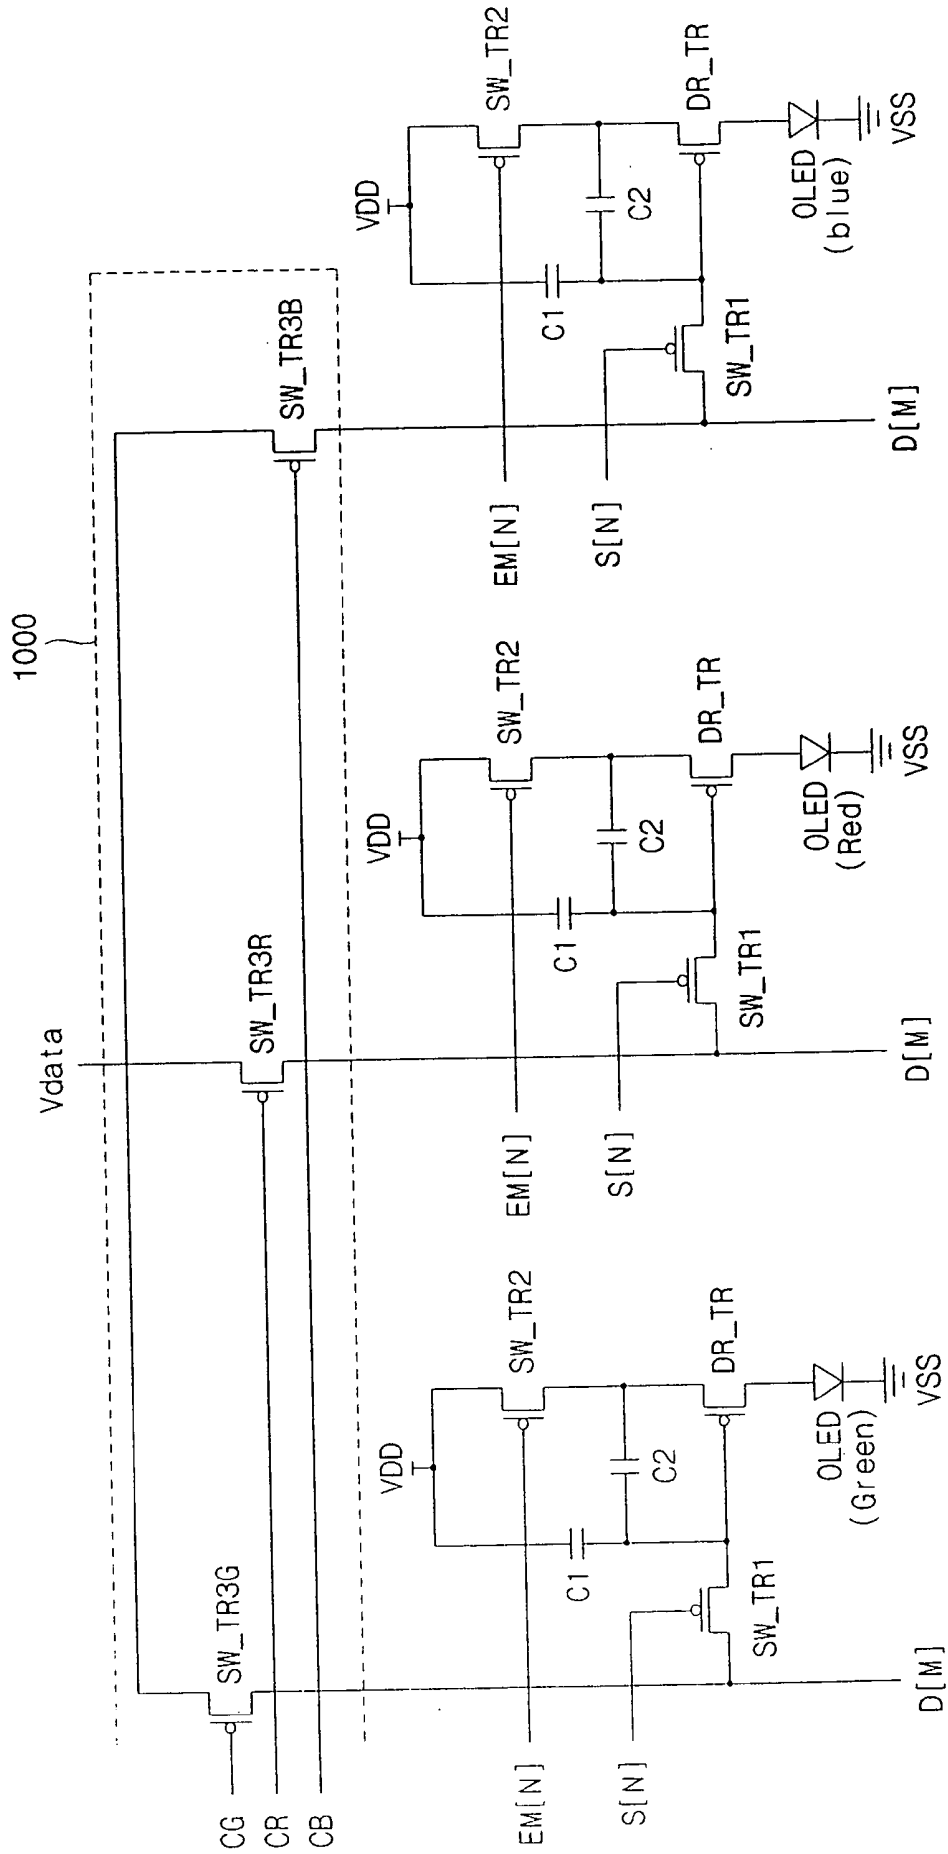 1000
Vdata
SW_TR3G
SW_TR3R
SW_TR3B
CG
CR
CB
VDD
SW_TR2
C1
C2
EM[N]
S[N]
SW_TR1
DR_TR
OLED
(Green)
VSS
D[M]
VDD
SW_TR2
C1
C2
EM[N]
S[N]
SW_TR1
DR_TR
OLED
(Red)
VSS
D[M]
VDD
SW_TR2
C1
C2
EM[N]
S[N]
SW_TR1
DR_TR
OLED
(blue)
VSS
D[M]